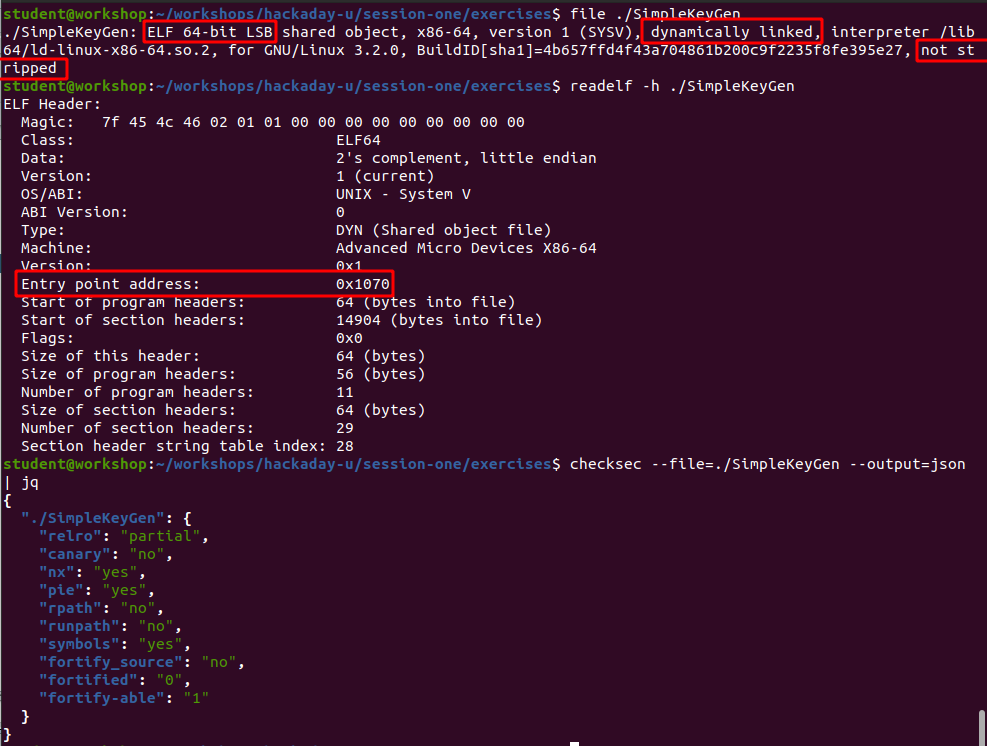 student@workshop:~/workshops/hackaday-u/session-one/exercises$ file ./SimpleKeyGen
./SimpleKeyGen: ELF 64-bit LSB shared object, x86-64, version 1 (SYSV), dynamically linked, interpreter /lib
64/ld-linux-x86-64.so.2, for GNU/Linux 3.2.0, BuildID[sha1]=4b657ffd4f43a704861b200c9f2235f8fe395e27, not st
ripped
student@workshop:~/workshops/hackaday-u/session-one/exercises$ readelf -h ./SimpleKeyGen
ELF Header:
  Magic:   7f 45 4c 46 02 01 01 00 00 00 00 00 00 00 00 00
  Class:                             ELF64
  Data:                              2's complement, little endian
  Version:                           1 (current)
  OS/ABI:                            UNIX - System V
  ABI Version:                       0
  Type:                              DYN (Shared object file)
  Machine:                           Advanced Micro Devices X86-64
  Version:                           0x1
  Entry point address:               0x1070
  Start of program headers:          64 (bytes into file)
  Start of section headers:          14904 (bytes into file)
  Flags:                             0x0
  Size of this header:               64 (bytes)
  Size of program headers:           56 (bytes)
  Number of program headers:         11
  Size of section headers:           64 (bytes)
  Number of section headers:         29
  Section header string table index: 28
student@workshop:~/workshops/hackaday-u/session-one/exercises$ checksec --file=./SimpleKeyGen --output=json
| jq
{
  "./SimpleKeyGen": {
    "relro": "partial",
    "canary": "no",
    "nx": "yes",
    "pie": "yes",
    "rpath": "no",
    "runpath": "no",
    "symbols": "yes",
    "fortify_source": "no",
    "fortified": "0",
    "fortify-able": "1"
  }
}